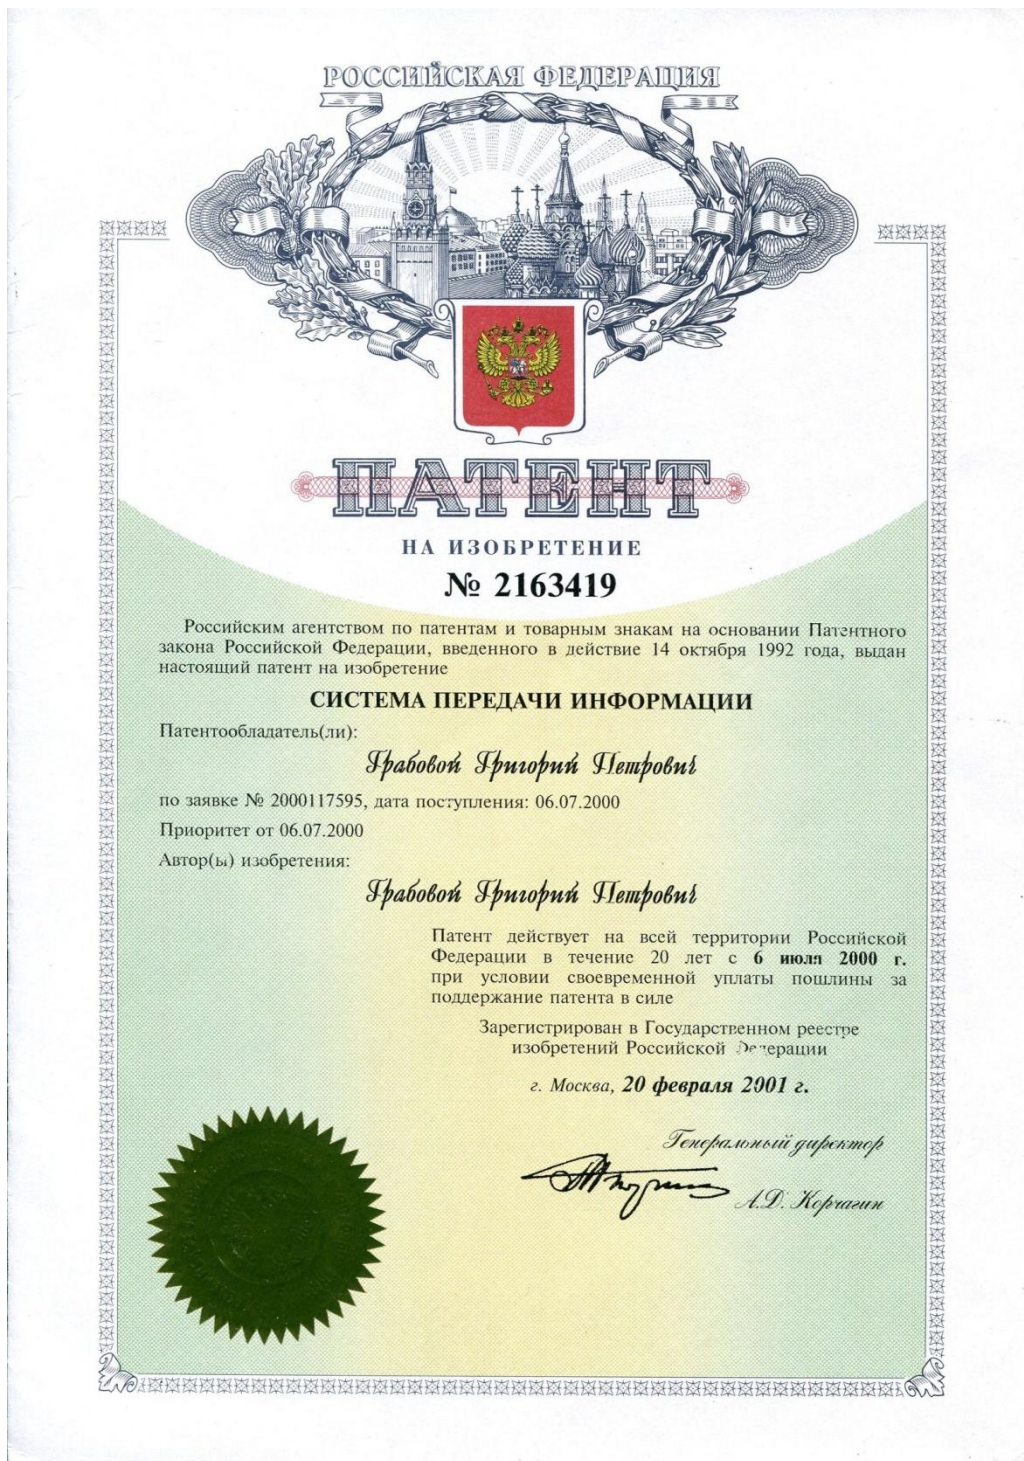 РОССИЙСКАЯ ФЕДЕРАЦИЯ
ПАТЕНТ
НА ИЗОБРЕТЕНИЕ
№ 2163419
Российским агентством по патентам и товарным знакам на основании Патентного
закона Российской Федерации, введенного в действие 14 октября 1992 года, выдан
настоящий патент на изобретение
СИСТЕМА ПЕРЕДАЧИ ИНФОРМАЦИИ
Патентообладатель(ли):
Грабовой Григорий Петрович
по заявке № 2000117595, дата поступления: 06.07.2000
Приоритет от 06.07.2000
Автор(ы) изобретения:
Грабовой Григорий Петрович
Патент действует на всей территории Российской
Федерации в течение 20 лет с 6 июля 2000 г.
при условии своевременной уплаты пошлины за
поддержание патента в силе
Зарегистрирован в Государственном реестре
изобретений Российской Федерации
г. Москва, 20 февраля 2001 г.
Генеральный директор
А.Д. Корчагин